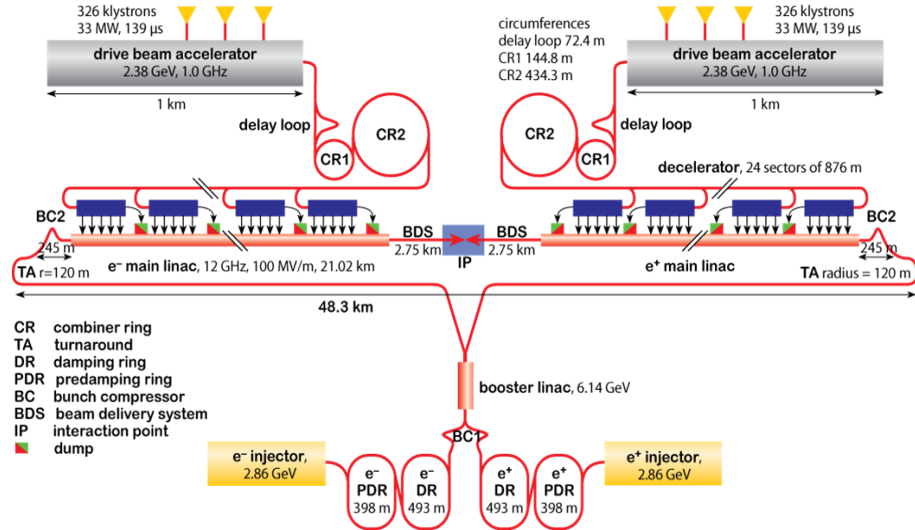 326 klystrons
33 MW, 139 µs
drive beam accelerator
2.38 GeV, 1.0 GHz
1 km
delay loop
CR1
CR2
circumferences
delay loop 72.4 m
CR1 144.8 m
CR2 434.3 m
326 klystrons
33 MW, 139 µs
drive beam accelerator
2.38 GeV, 1.0 GHz
1 km
delay loop
CR2
CR1
decelerator, 24 sectors of 876 m
BC2
245 m
TA r=120 m
e⁻ main linac, 12 GHz, 100 MV/m, 21.02 km
BDS
2.75 km
IP
BDS
2.75 km
e⁺ main linac
BC2
245 m
TA radius = 120 m
48.3 km
CR combiner ring
TA turnaround
DR damping ring
PDR predamping ring
BC bunch compressor
BDS beam delivery system
IP interaction point
dump
booster linac, 6.14 GeV
BC1
e⁻ injector,
2.86 GeV
e⁻
PDR
398 m
e⁻
DR
493 m
e⁺
DR
493 m
e⁺
PDR
398 m
e⁺ injector,
2.86 GeV